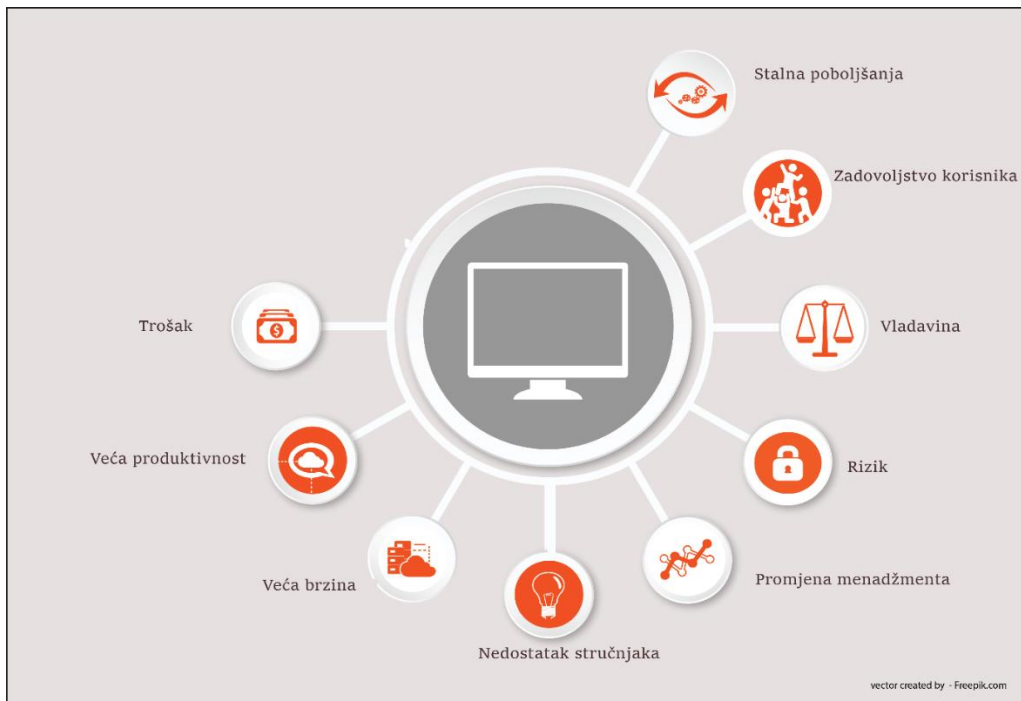 Stalna poboljšanja
Zadovoljstvo korisnika
Trošak
Vladavina
Veća produktivnost
Rizik
Veća brzina
Promjena menadžmenta
Nedostatak stručnjaka
vector created by - Freepik.com